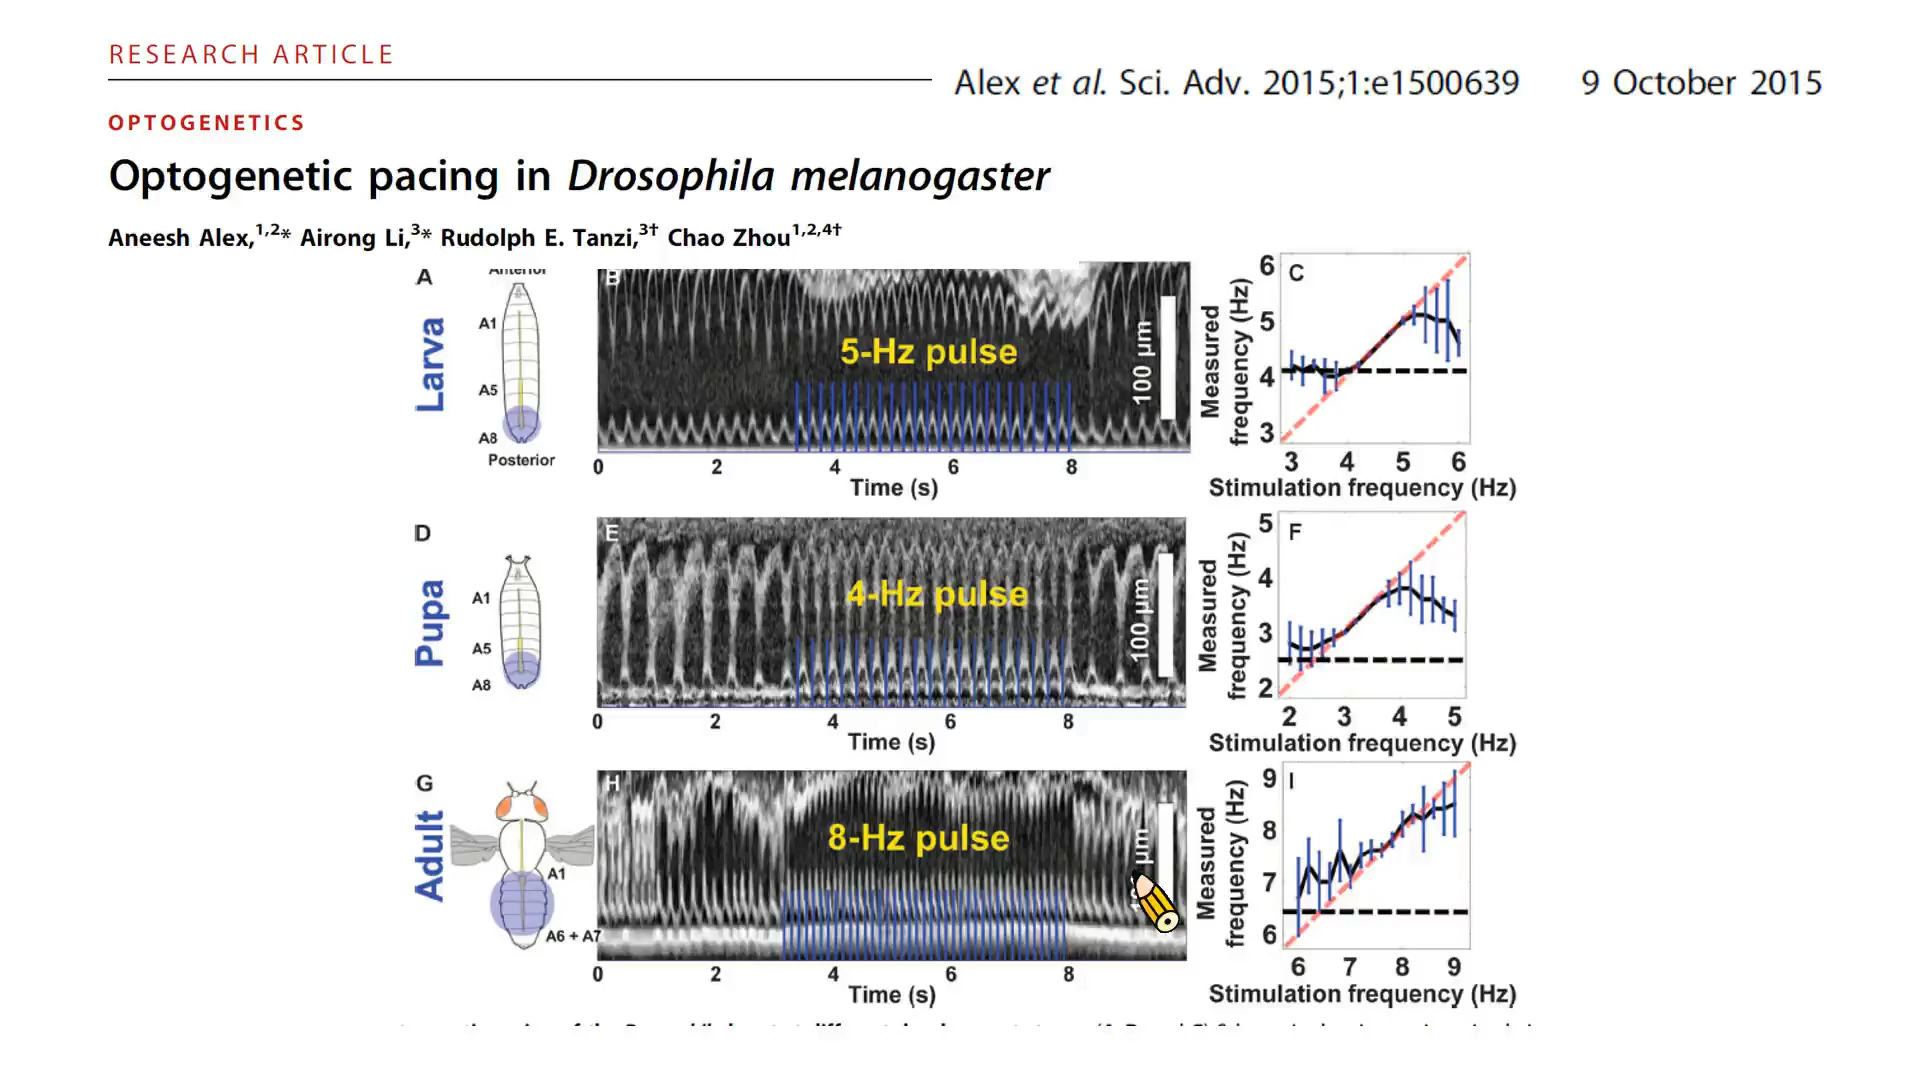 RESEARCH ARTICLE
Alex et al. Sci. Adv. 2015;1:e1500639 9 October 2015
OPTOGENETICS
Optogenetic pacing in Drosophila melanogaster
Aneesh Alex,1,2* Airong Li,3* Rudolph E. Tanzi,3† Chao Zhou1,2,4†
A
Anterior
Larva
A1
A5
A8
Posterior
B
5-Hz pulse
100 µm
0 2 4 6 8
Time (s)
C
Measured
frequency (Hz)
6
5
4
3
3 4 5 6
Stimulation frequency (Hz)
D
Pupa
A1
A5
A8
E
4-Hz pulse
100 µm
0 2 4 6 8
Time (s)
F
Measured
frequency (Hz)
5
4
3
2
2 3 4 5
Stimulation frequency (Hz)
G
Adult
A1
A6 + A7
H
8-Hz pulse
µm
0 2 4 6 8
Time (s)
I
Measured
frequency (Hz)
9
8
7
6
6 7 8 9
Stimulation frequency (Hz)